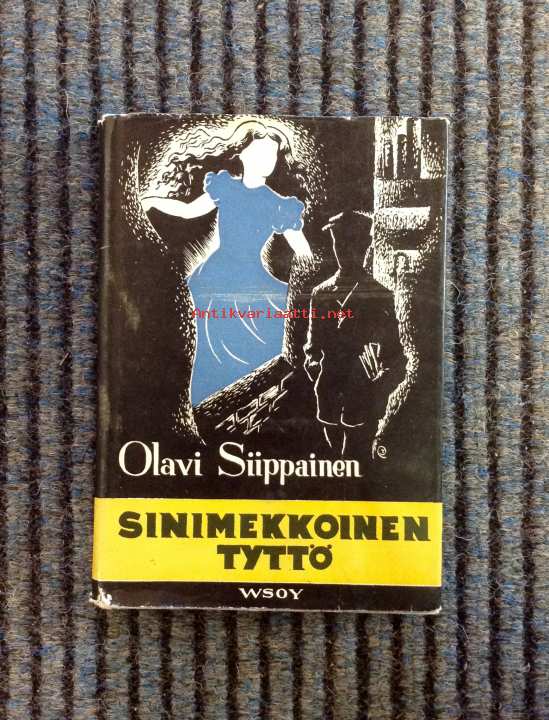 Antikvariaatti.net
Olavi Siippainen
SINIMEKKOINEN
TYTTÖ
WSOY